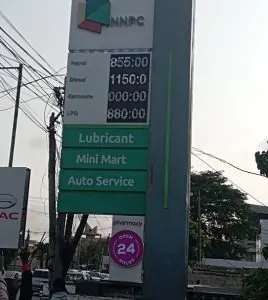 NNPC
Petrol 855:00
Diesel 1150:0
Kerosene 000:00
LPG 880:00
Lubricant
Mini Mart
Auto Service
pharmacy
OPEN
24
HOURS
GAC